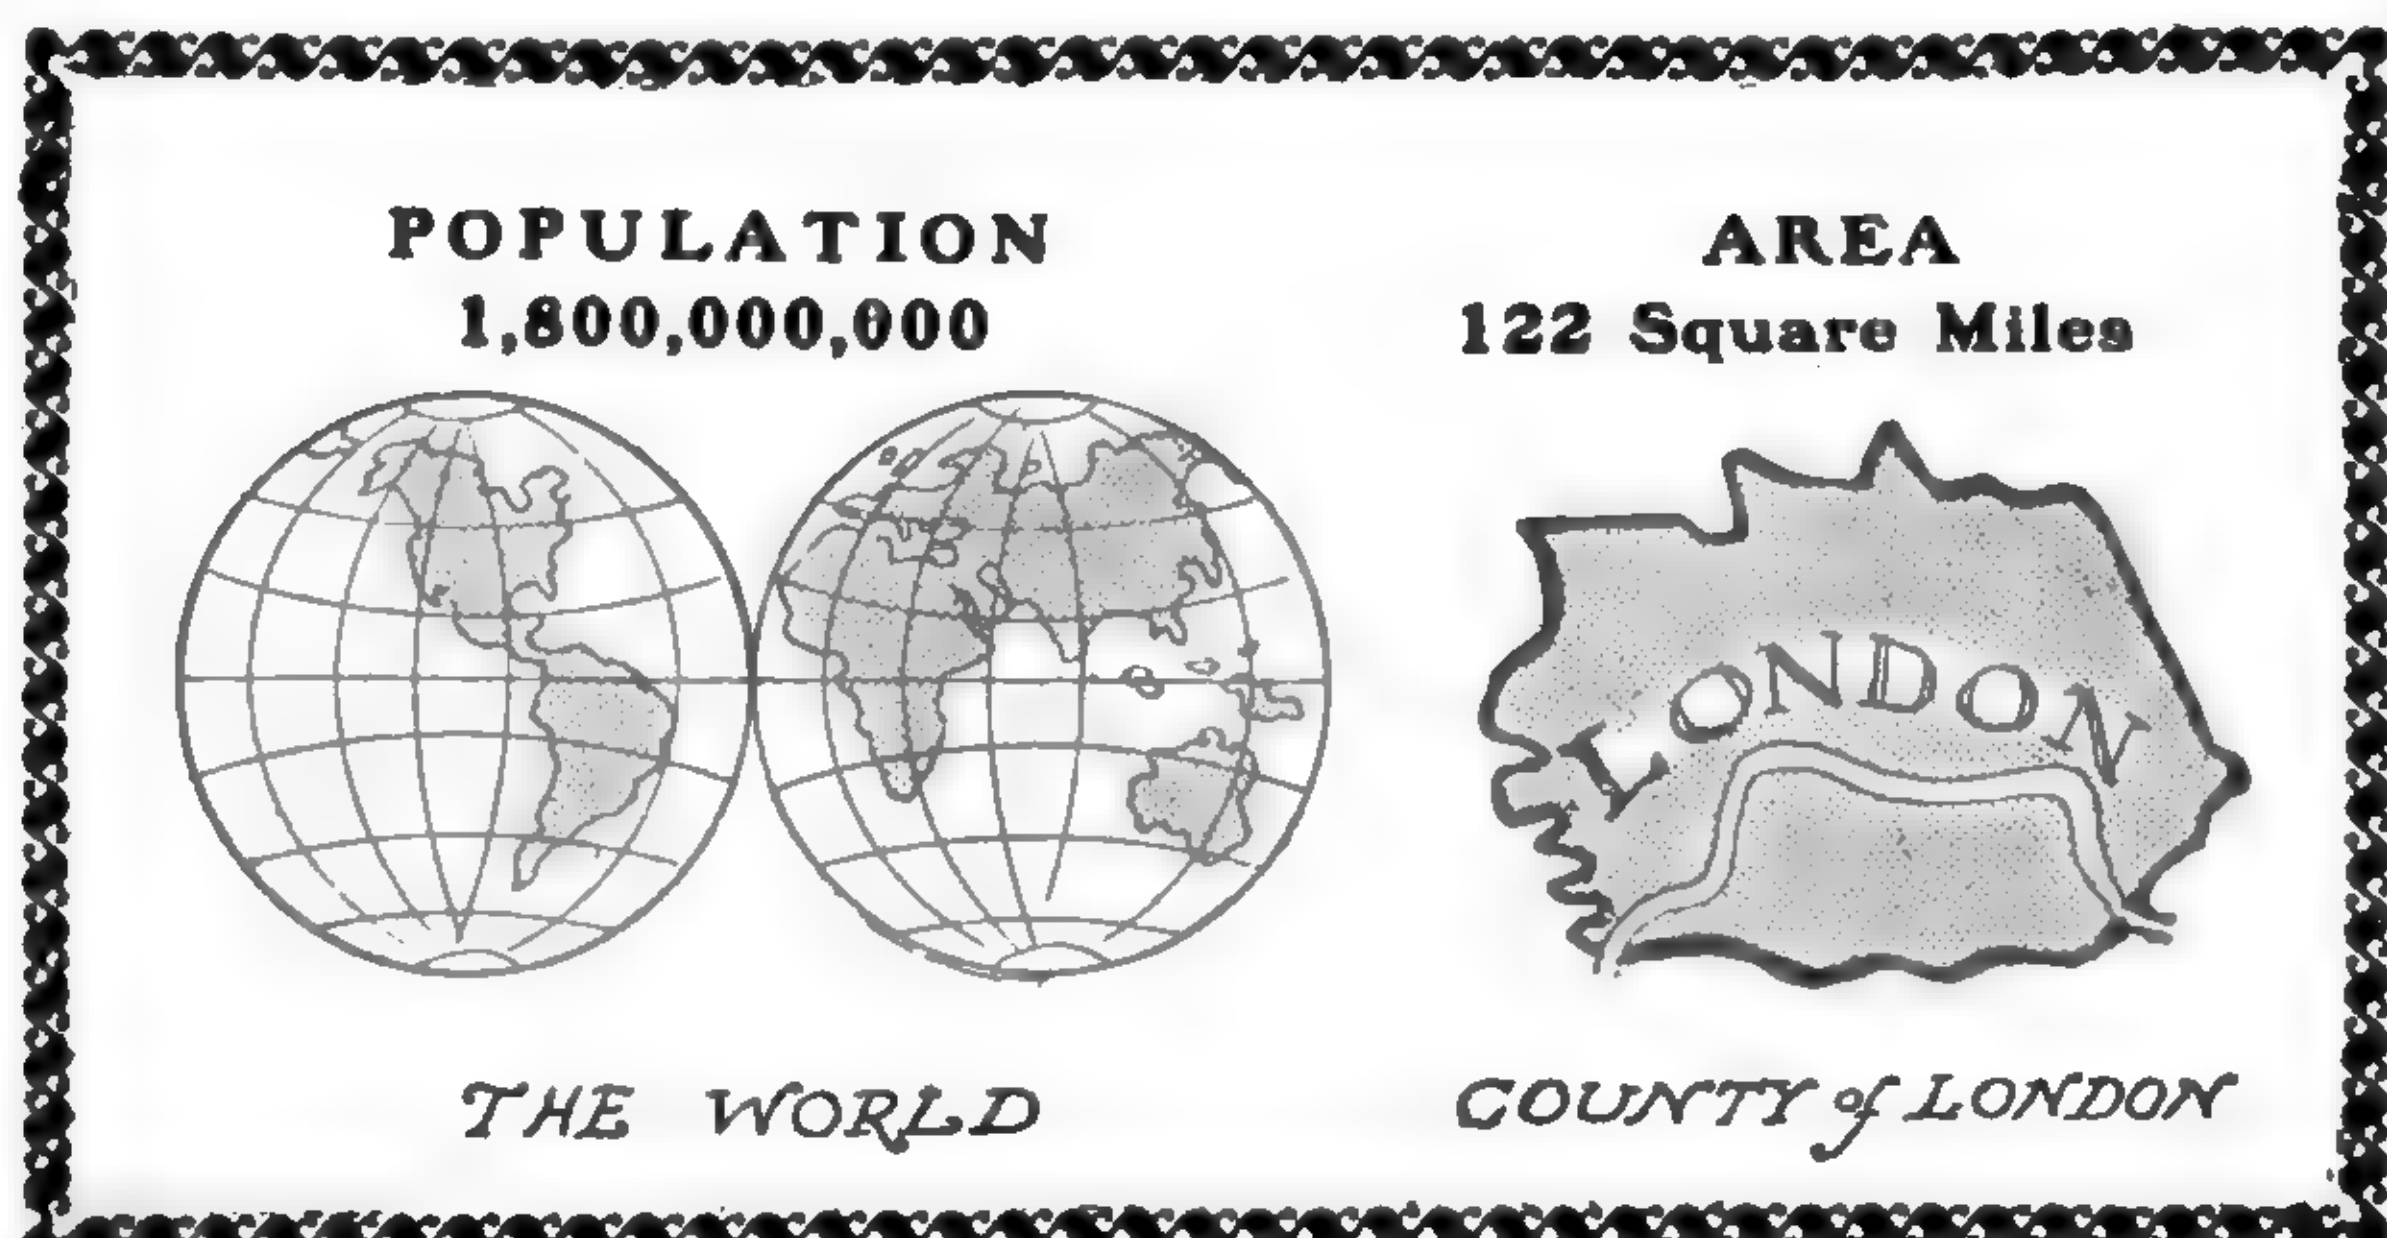 POPULATION
1,800,000,000
THE WORLD
AREA
122 Square Miles
LONDON
COUNTY of LONDON